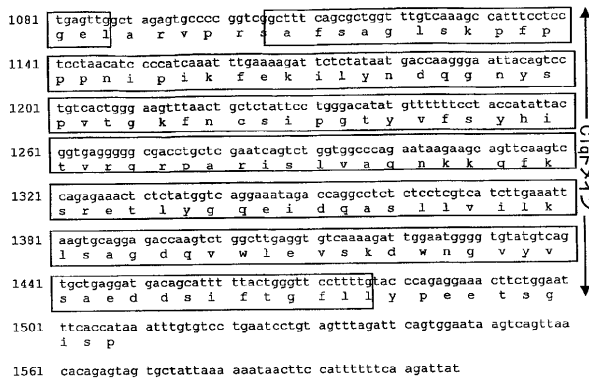 1081 tgagttggct agagtgcccc ggtcggcttt cagcgctggt ttgtcaaagc catttcctcc
g e l a r v p r s a f s a g l s k p f p
1141 tcctaacatc cccatcaaat ttgaaaagat tctctataat gaccaaggga attacagtcc
p p n i p i k f e k i l y n d q g n y s
1201 tgtcactggg aagtttaact gctctattcc tgggacatat gtttttttcct accatattac
p v t g k f n c s i p g t y v f s y h i
1261 ggtgaggggg cgacctgctc gaatcagtct ggtggcccag aataagaagc agttcaagtc
t v r g r p a r i s l v a q n k k q f k
1321 cagagaaact ctctatggtc aggaaataga ccaggcctct ctcctcgtca tcttgaaatt
s r e t l y g q e i d q a s l l v i l k
1381 aagtgcagga gaccaagtct ggcttgaggt gtcaaaagat tggaatgggg tgtatgtcag
l s a g d q v w l e v s k d w n g v y v
1441 tgctgaggat gacagcattt ttactgggtt ccttttgtac ccagaggaaa cttctggaat
s a e d d s i f t g f l l y p e e t s g
1501 ttcaccataa atttgtgtcc tgaatcctgt agtttagatt cagtggaata agtcagttaa
i s p
1561 cacagagtag tgctattaaa aaataacttc catttttttca agattat